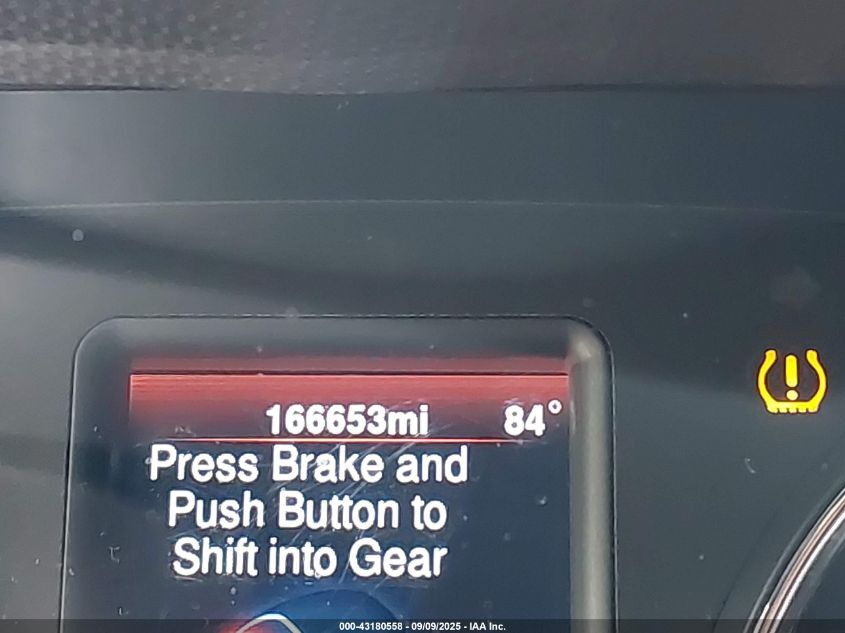 166653mi 84°
Press Brake and
Push Button to
Shift into Gear
000-43180558 - 09/09/2025 - IAA Inc.